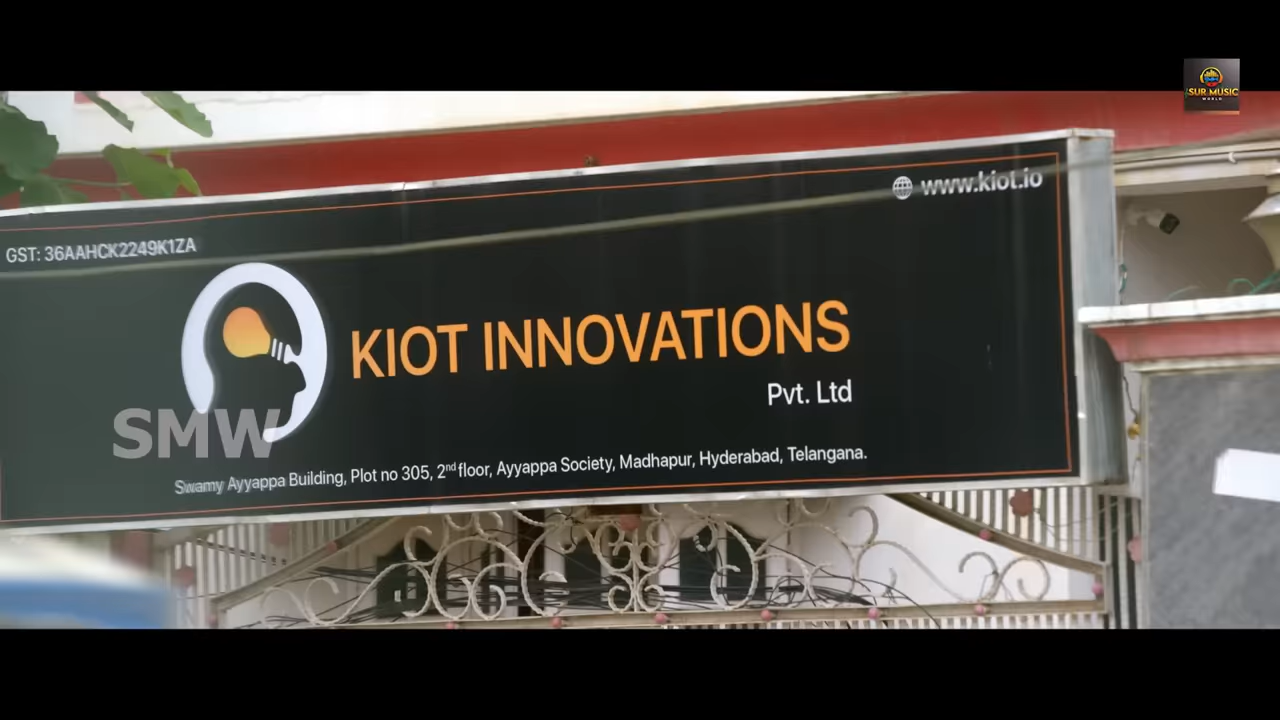 SUR MUSIC
WORLD
www.kiot.io
GST: 36AAHCK2249K1ZA
KIOT INNOVATIONS
Pvt. Ltd
SMW
Swamy Ayyappa Building, Plot no 305, 2nd floor, Ayyappa Society, Madhapur, Hyderabad, Telangana.